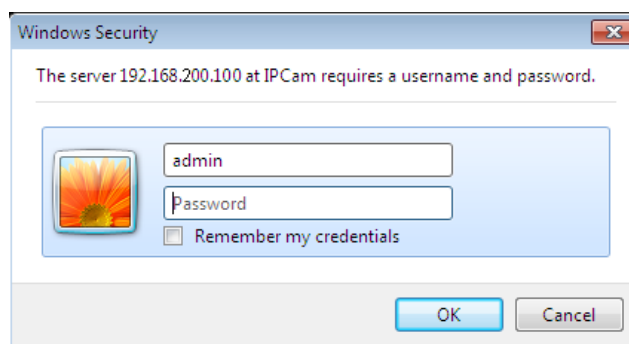 Windows Security
The server 192.168.200.100 at IPCam requires a username and password.
admin
Password
Remember my credentials
OK
Cancel